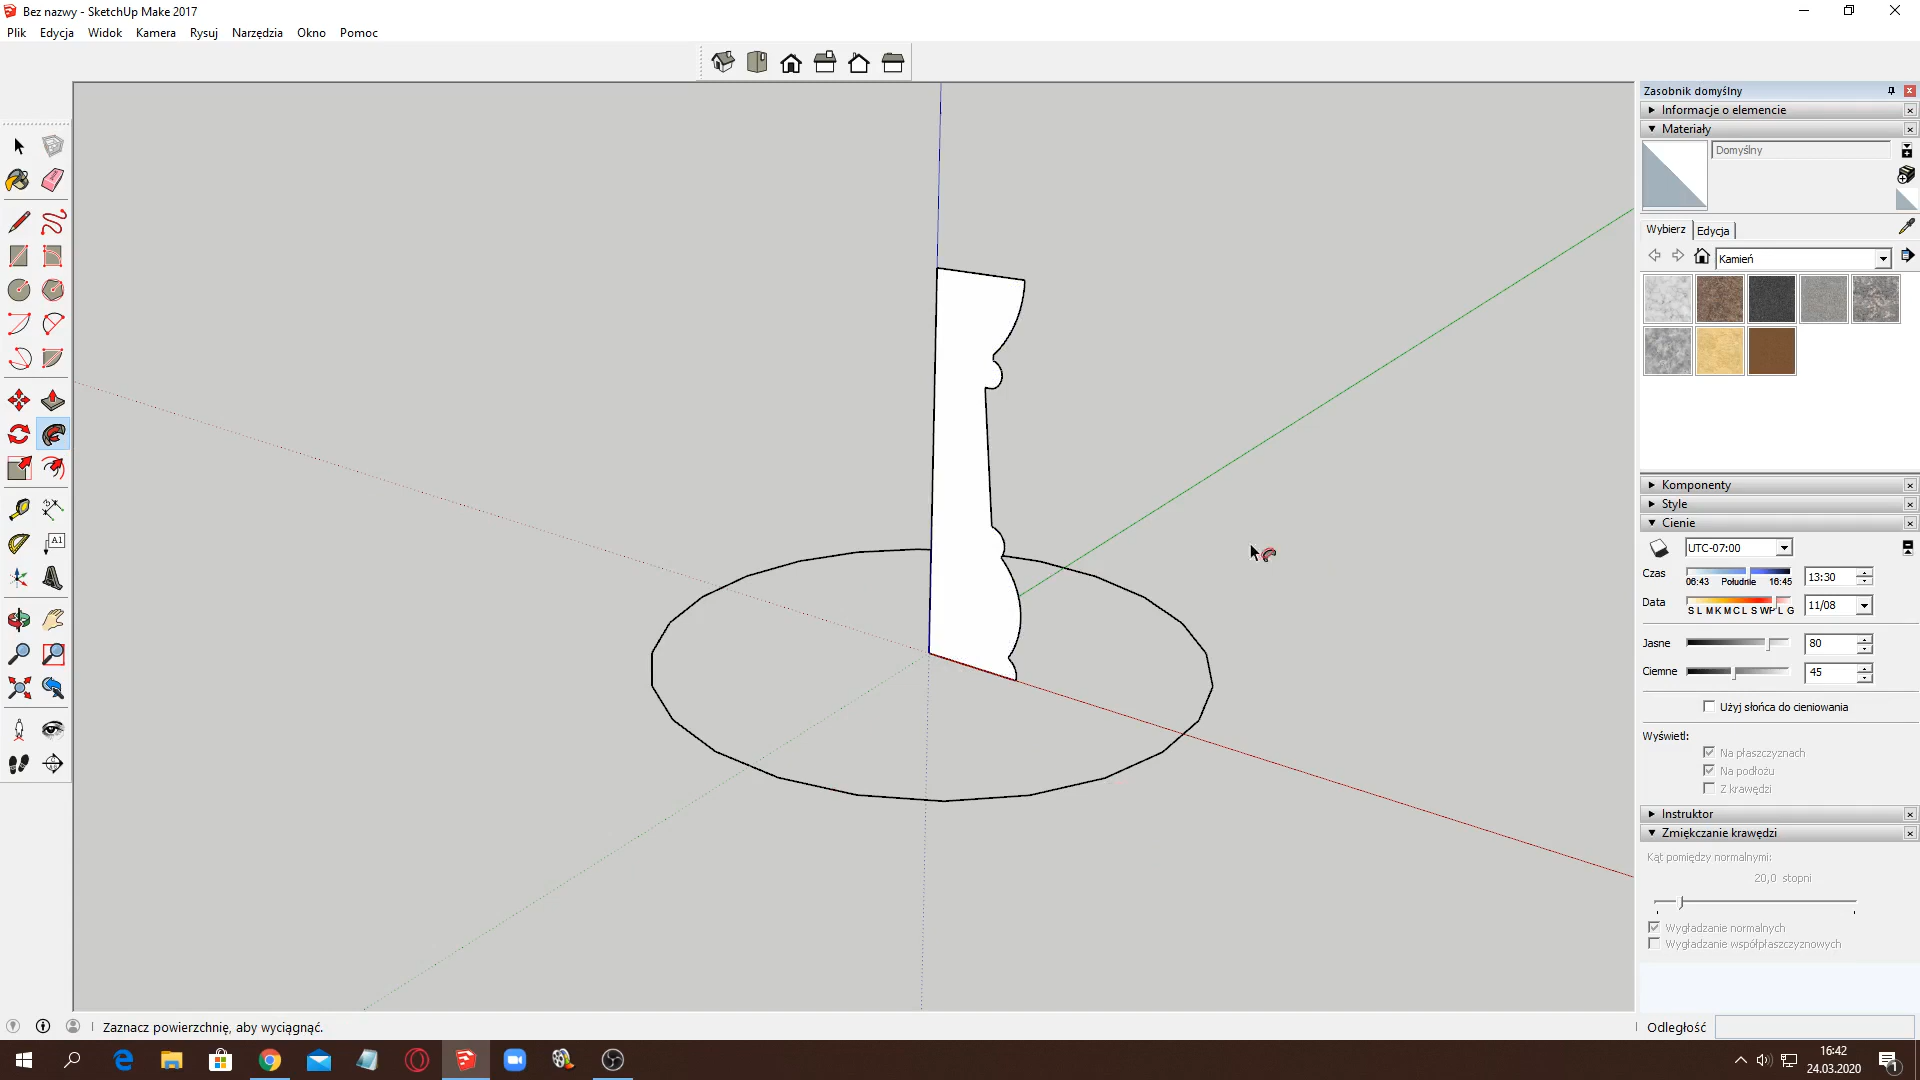 Bez nazwy - SketchUp Make 2017
Plik Edycja Widok Kamera Rysuj Narzędzia Okno Pomoc
Zasobnik domyślny
Informacje o elemencie
Materiały
Domyślny
Wybierz Edycja
Kamień
A1
Komponenty
Style
Cienie
UTC-07:00
Czas 06:43 Południe 16:45 13:30
Data 11/08
Jasne 80
Ciemne 45
Użyj słońca do cieniowania
Wyświetl:
Na płaszczyznach
Na podłożu
Z krawędzi
Instruktor
Zmiękczanie krawędzi
Kąt pomiędzy normalnymi:
20,0 stopni
Wygładzanie normalnych
Wygładzanie współpłaszczyznowych
Zaznacz powierzchnię, aby wyciągnąć.
Odległość
16:42
24.03.2020
1